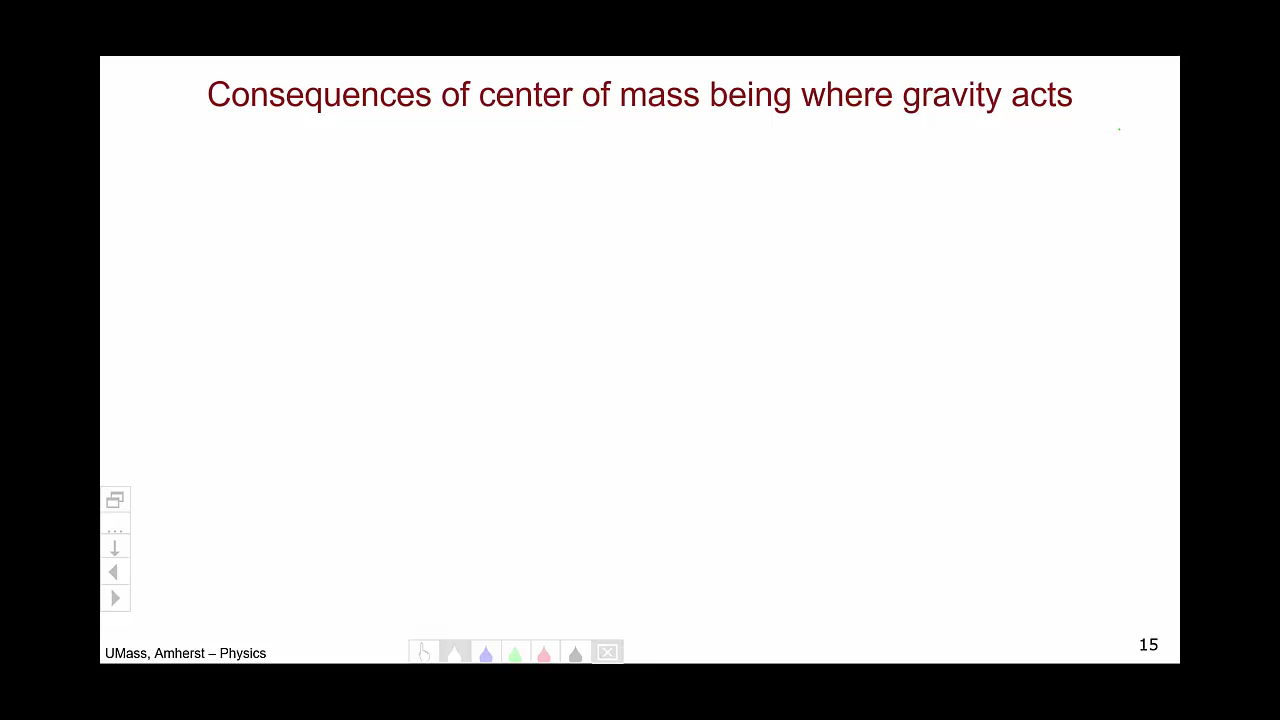 Consequences of center of mass being where gravity acts
UMass, Amherst – Physics
15